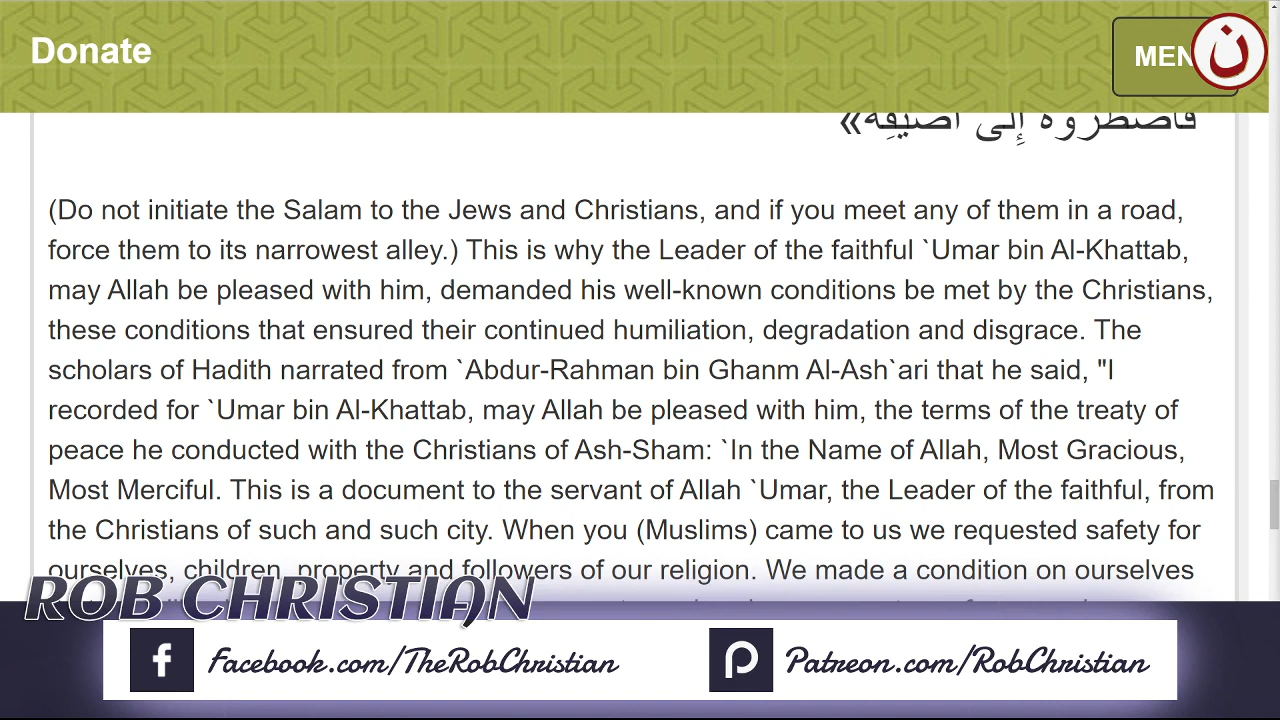 Donate
MEN
ن
فاضطروه إلى أضيقه»
(Do not initiate the Salam to the Jews and Christians, and if you meet any of them in a road,
force them to its narrowest alley.) This is why the Leader of the faithful `Umar bin Al-Khattab,
may Allah be pleased with him, demanded his well-known conditions be met by the Christians,
these conditions that ensured their continued humiliation, degradation and disgrace. The
scholars of Hadith narrated from `Abdur-Rahman bin Ghanm Al-Ash`ari that he said, "I
recorded for `Umar bin Al-Khattab, may Allah be pleased with him, the terms of the treaty of
peace he conducted with the Christians of Ash-Sham: `In the Name of Allah, Most Gracious,
Most Merciful. This is a document to the servant of Allah `Umar, the Leader of the faithful, from
the Christians of such and such city. When you (Muslims) came to us we requested safety for
ourselves, children, property and followers of our religion. We made a condition on ourselves
ROB CHRISTIAN
Facebook.com/TheRobChristian
Patreon.com/RobChristian